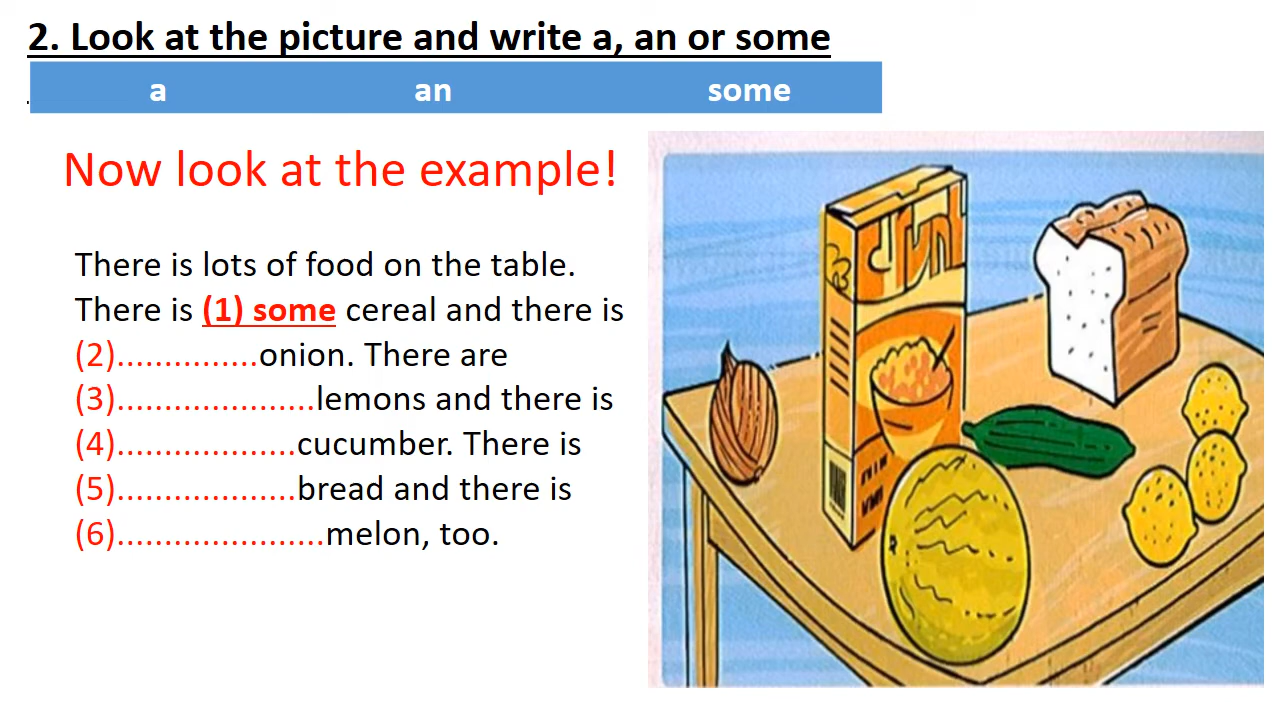 2. Look at the picture and write a, an or some
a an some
Now look at the example!
There is lots of food on the table.
There is (1) some cereal and there is
(2)...............onion. There are
(3).....................lemons and there is
(4)...................cucumber. There is
(5)...................bread and there is
(6)......................melon, too.